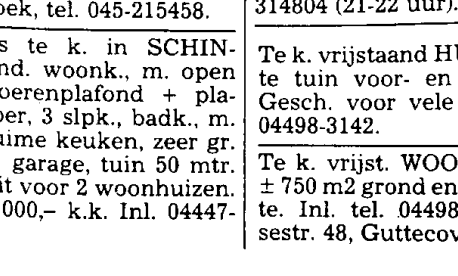 oek, tel. 045-215458.
s te k. in SCHIN-
nd. woonk., m. open
oerenplafond + pla-
er, 3 slpk., badk., m.
uime keuken, zeer gr.
garage, tuin 50 mtr.
it voor 2 woonhuizen.
000,– k.k. Inl. 04447-
314804 (21-22 uur).
Te k. vrijstaand HU
te tuin voor- en
Gesch. voor vele
04498-3142.
Te k. vrijst. WOO
± 750 m2 grond en
te. Inl. tel. 04498
sestr. 48, Guttecov